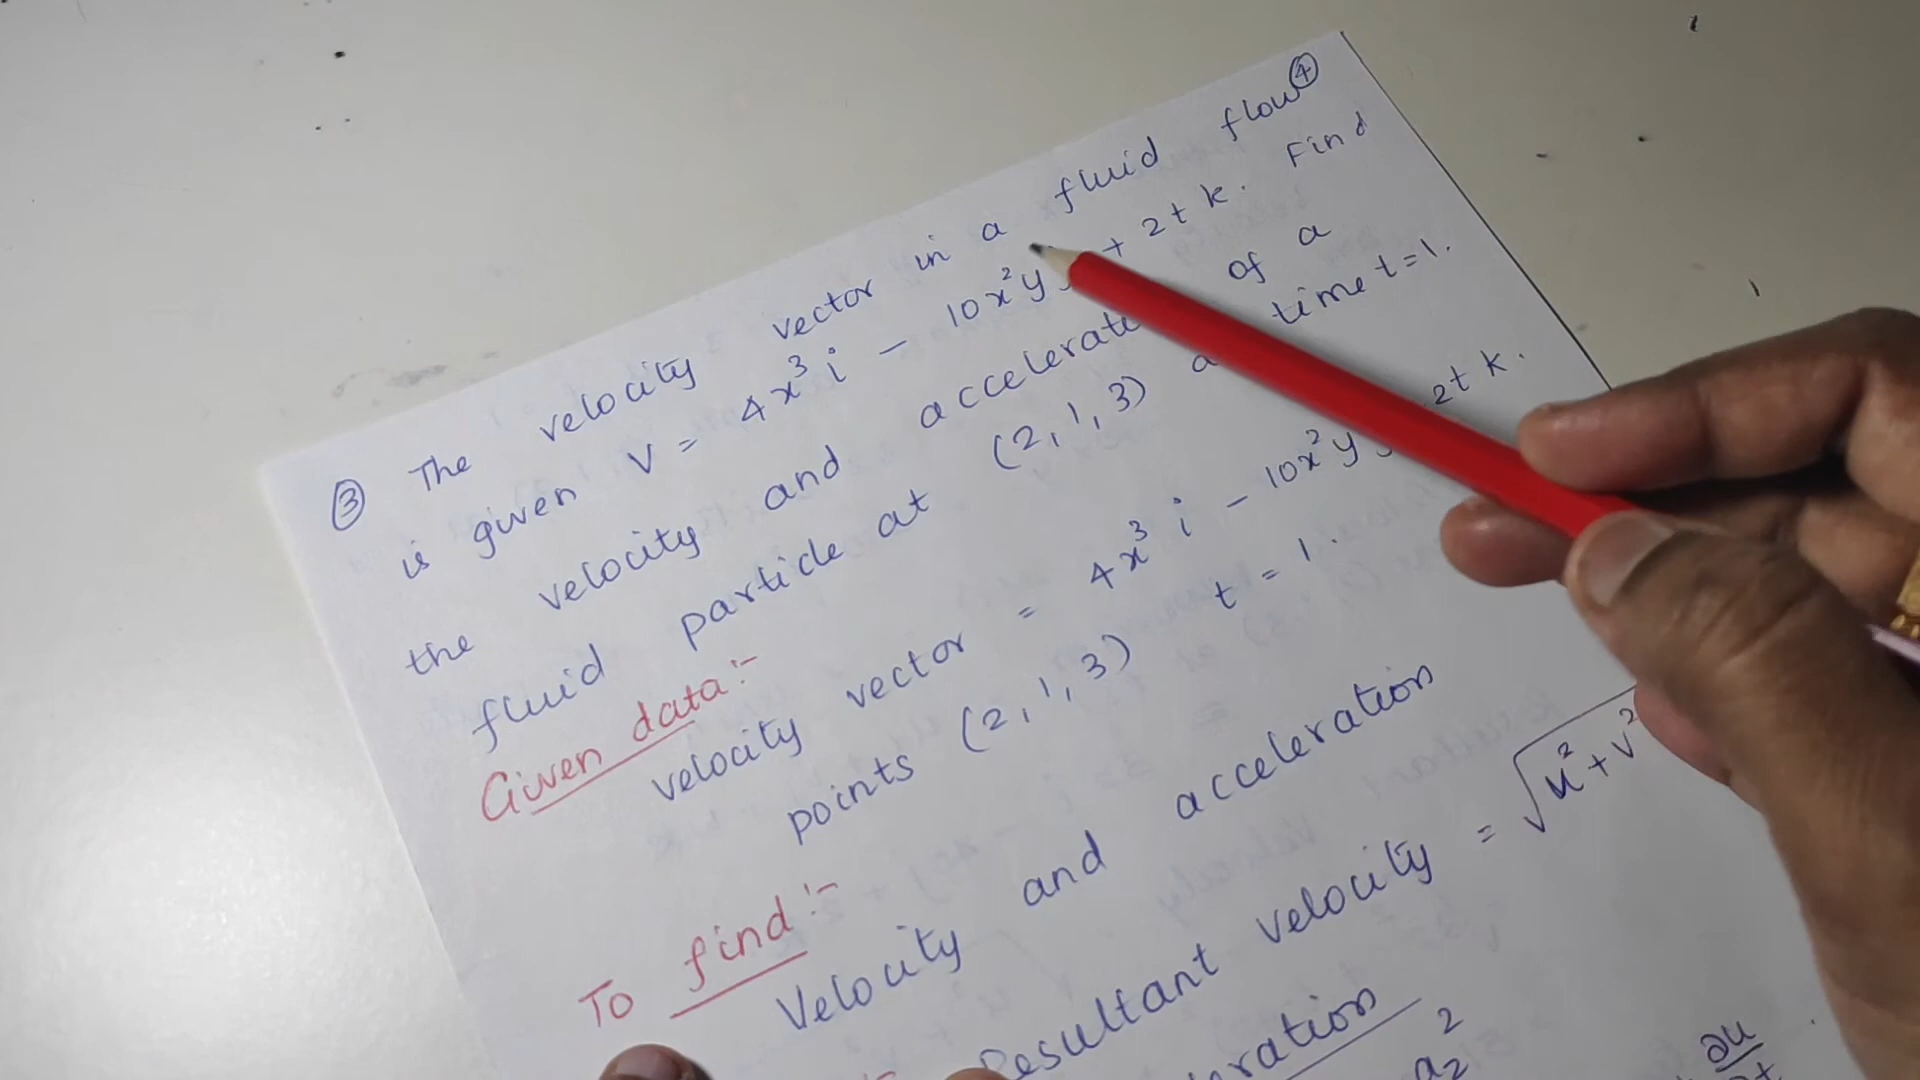 ④
③ The velocity vector in a fluid flow
is given V = 4x³ i − 10x²y + 2t k. Find
the velocity and of a
fluid particle at (2, 1, 3) time t = 1.
Given data:-
velocity vector = 4x³ i − 10x²y 2t k.
points (2, 1, 3) t = 1.
To find:-
Velocity and acceleration
Resultant velocity = √u² + v²